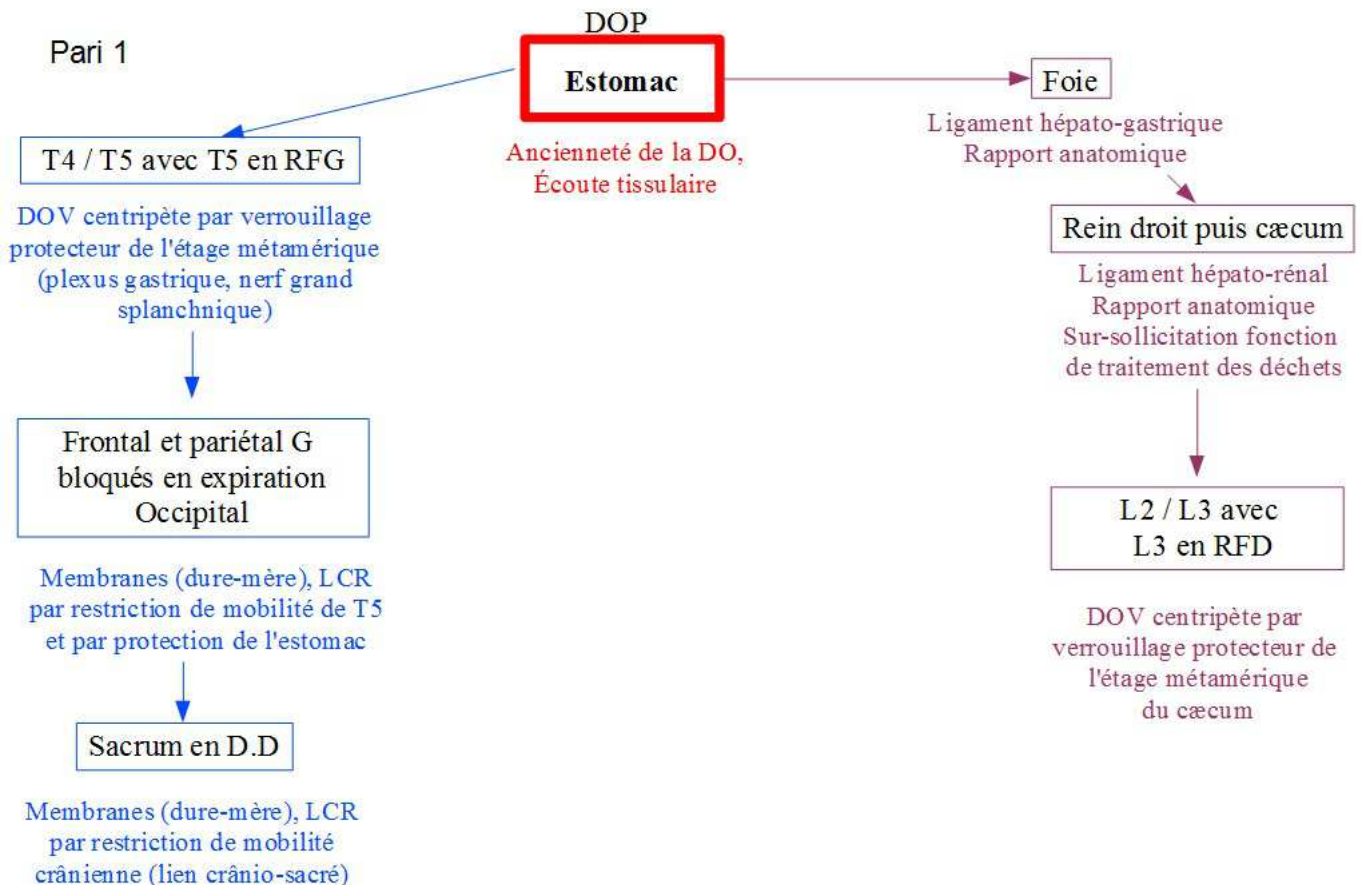 Pari 1
DOP
Estomac
Ancienneté de la DO,
Écoute tissulaire
T4 / T5 avec T5 en RFG
DOV centripète par verrouillage
protecteur de l'étage métamérique
(plexus gastrique, nerf grand
splanchnique)
Frontal et pariétal G
bloqués en expiration
Occipital
Membranes (dure-mère), LCR
par restriction de mobilité de T5
et par protection de l'estomac
Sacrum en D.D
Membranes (dure-mère), LCR
par restriction de mobilité
crânienne (lien crânio-sacré)
Foie
Ligament hépato-gastrique
Rapport anatomique
Rein droit puis cæcum
Ligament hépato-rénal
Rapport anatomique
Sur-sollicitation fonction
de traitement des déchets
L2 / L3 avec
L3 en RFD
DOV centripète par
verrouillage protecteur de
l'étage métamérique
du cæcum